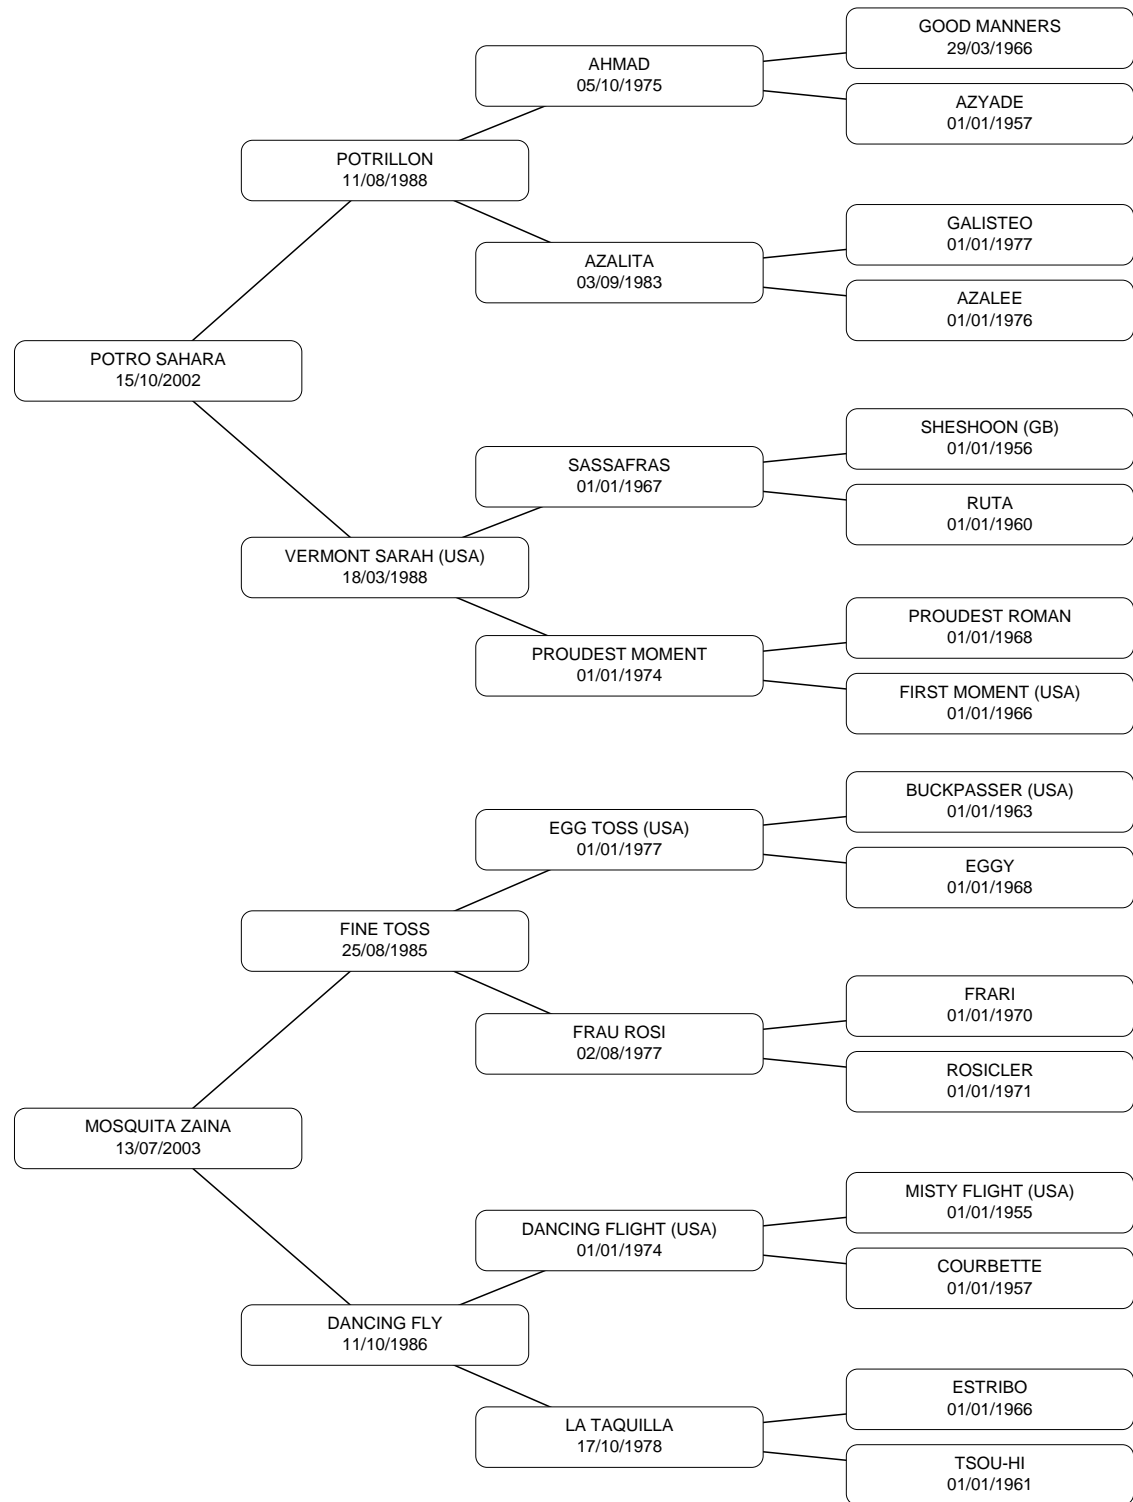 GOOD MANNERS
29/03/1966
AHMAD
05/10/1975
AZYADE
01/01/1957
POTRILLON
11/08/1988
GALISTEO
01/01/1977
AZALITA
03/09/1983
AZALEE
01/01/1976
POTRO SAHARA
15/10/2002
SHESHOON (GB)
01/01/1956
SASSAFRAS
01/01/1967
RUTA
01/01/1960
VERMONT SARAH (USA)
18/03/1988
PROUDEST ROMAN
01/01/1968
PROUDEST MOMENT
01/01/1974
FIRST MOMENT (USA)
01/01/1966
BUCKPASSER (USA)
01/01/1963
EGG TOSS (USA)
01/01/1977
EGGY
01/01/1968
FINE TOSS
25/08/1985
FRARI
01/01/1970
FRAU ROSI
02/08/1977
ROSICLER
01/01/1971
MOSQUITA ZAINA
13/07/2003
MISTY FLIGHT (USA)
01/01/1955
DANCING FLIGHT (USA)
01/01/1974
COURBETTE
01/01/1957
DANCING FLY
11/10/1986
ESTRIBO
01/01/1966
LA TAQUILLA
17/10/1978
TSOU-HI
01/01/1961